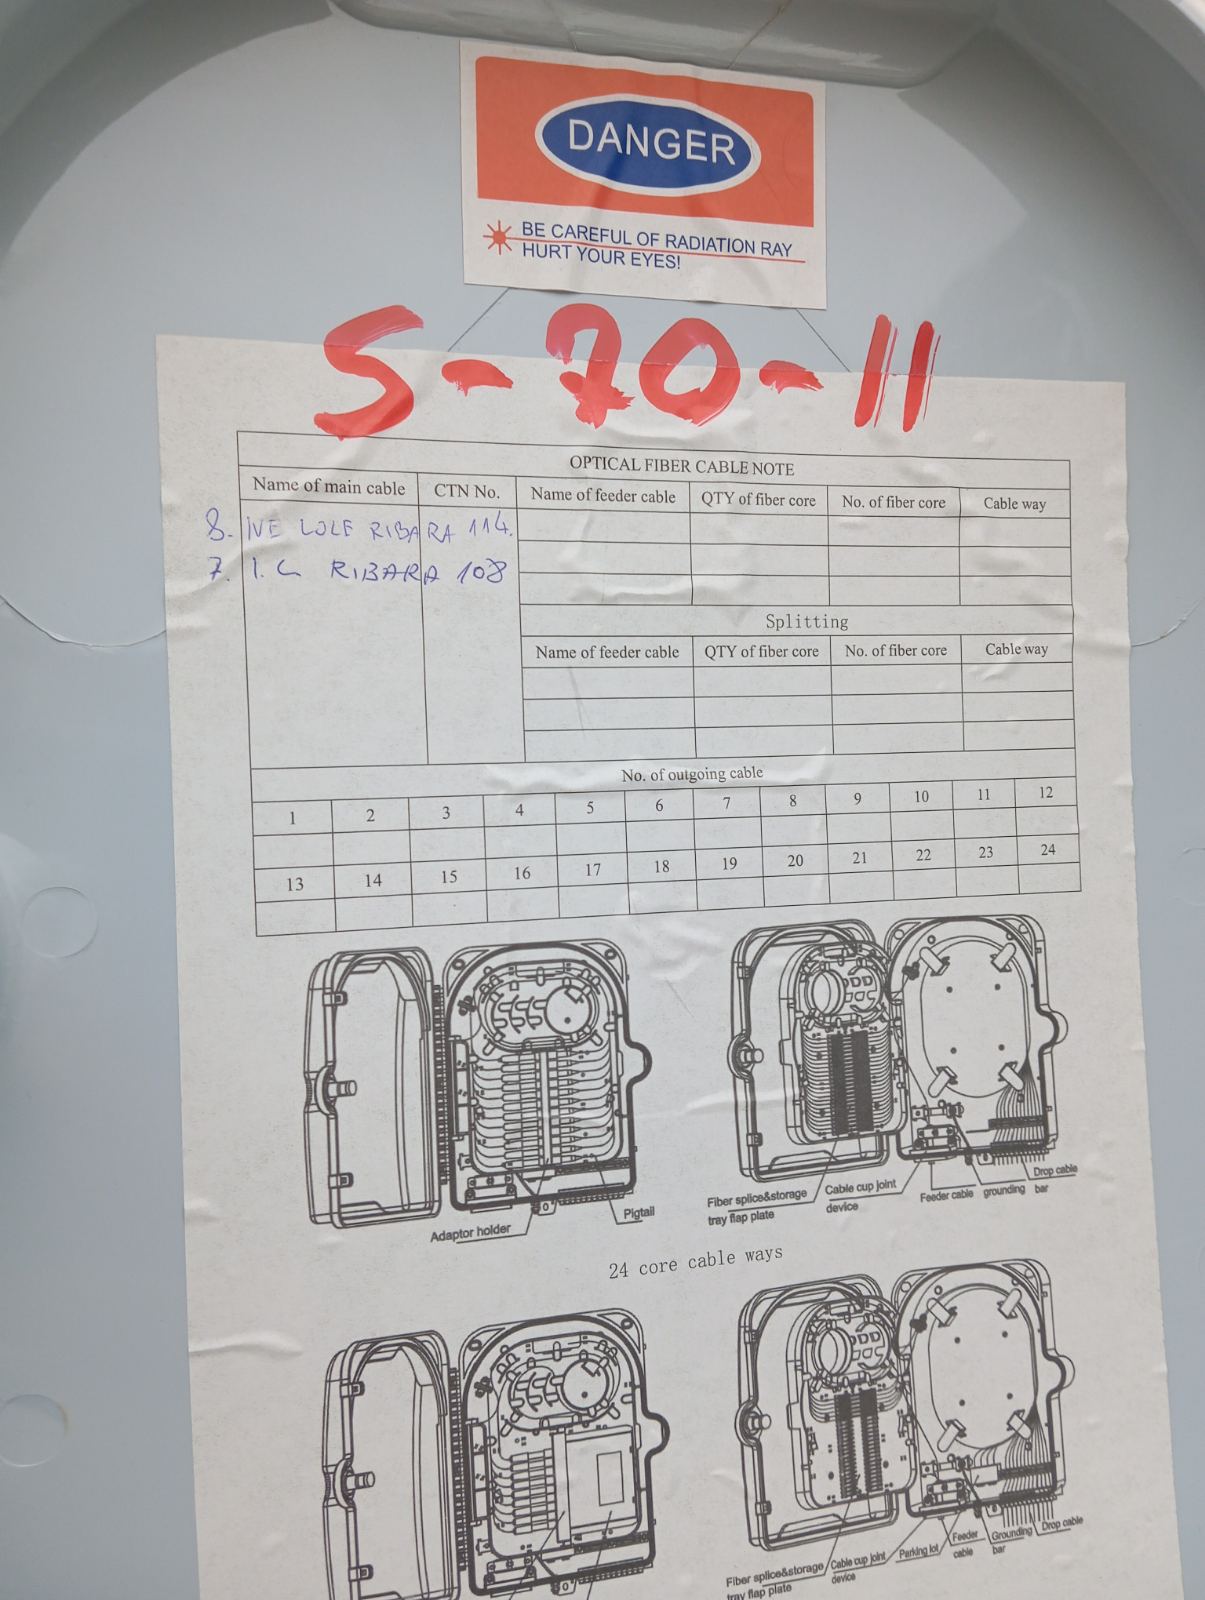 DANGER
BE CAREFUL OF RADIATION RAY
HURT YOUR EYES!
S-70-11
OPTICAL FIBER CABLE NOTE
Name of main cable CTN No. Name of feeder cable QTY of fiber core No. of fiber core Cable way
8. IVE LOLE RIBARA 114.
7. I. L RIBARA 108
Splitting
Name of feeder cable QTY of fiber core No. of fiber core Cable way
No. of outgoing cable
1 2 3 4 5 6 7 8 9 10 11 12
13 14 15 16 17 18 19 20 21 22 23 24
Adaptor holder
Pigtail
Fiber splice&storage
tray flap plate
Cable cup joint
device
Feeder cable
grounding
bar
Drop cable
24 core cable ways
Fiber splice&storage
tray flap plate
Cable cup joint
device
Parking lot
Feeder
cable
Grounding
bar
Drop cable